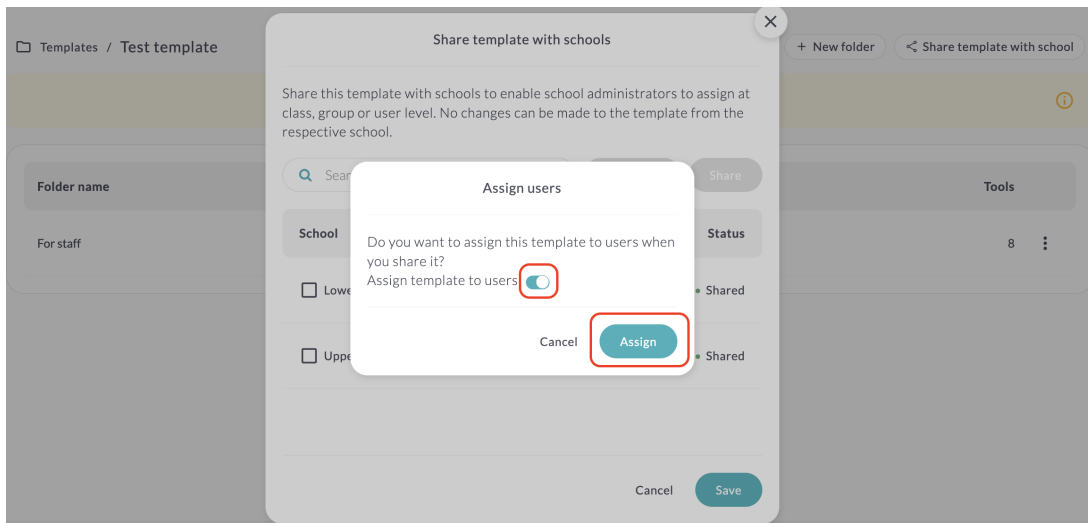 Templates / Test template
+ New folder
Share template with school
Share template with schools
Share this template with schools to enable school administrators to assign at
class, group or user level. No changes can be made to the template from the
respective school.
Share
Folder name
Tools
For staff
8
School
Status
Shared
Shared
Assign users
Do you want to assign this template to users when
you share it?
Assign template to users
Cancel
Assign
Cancel
Save